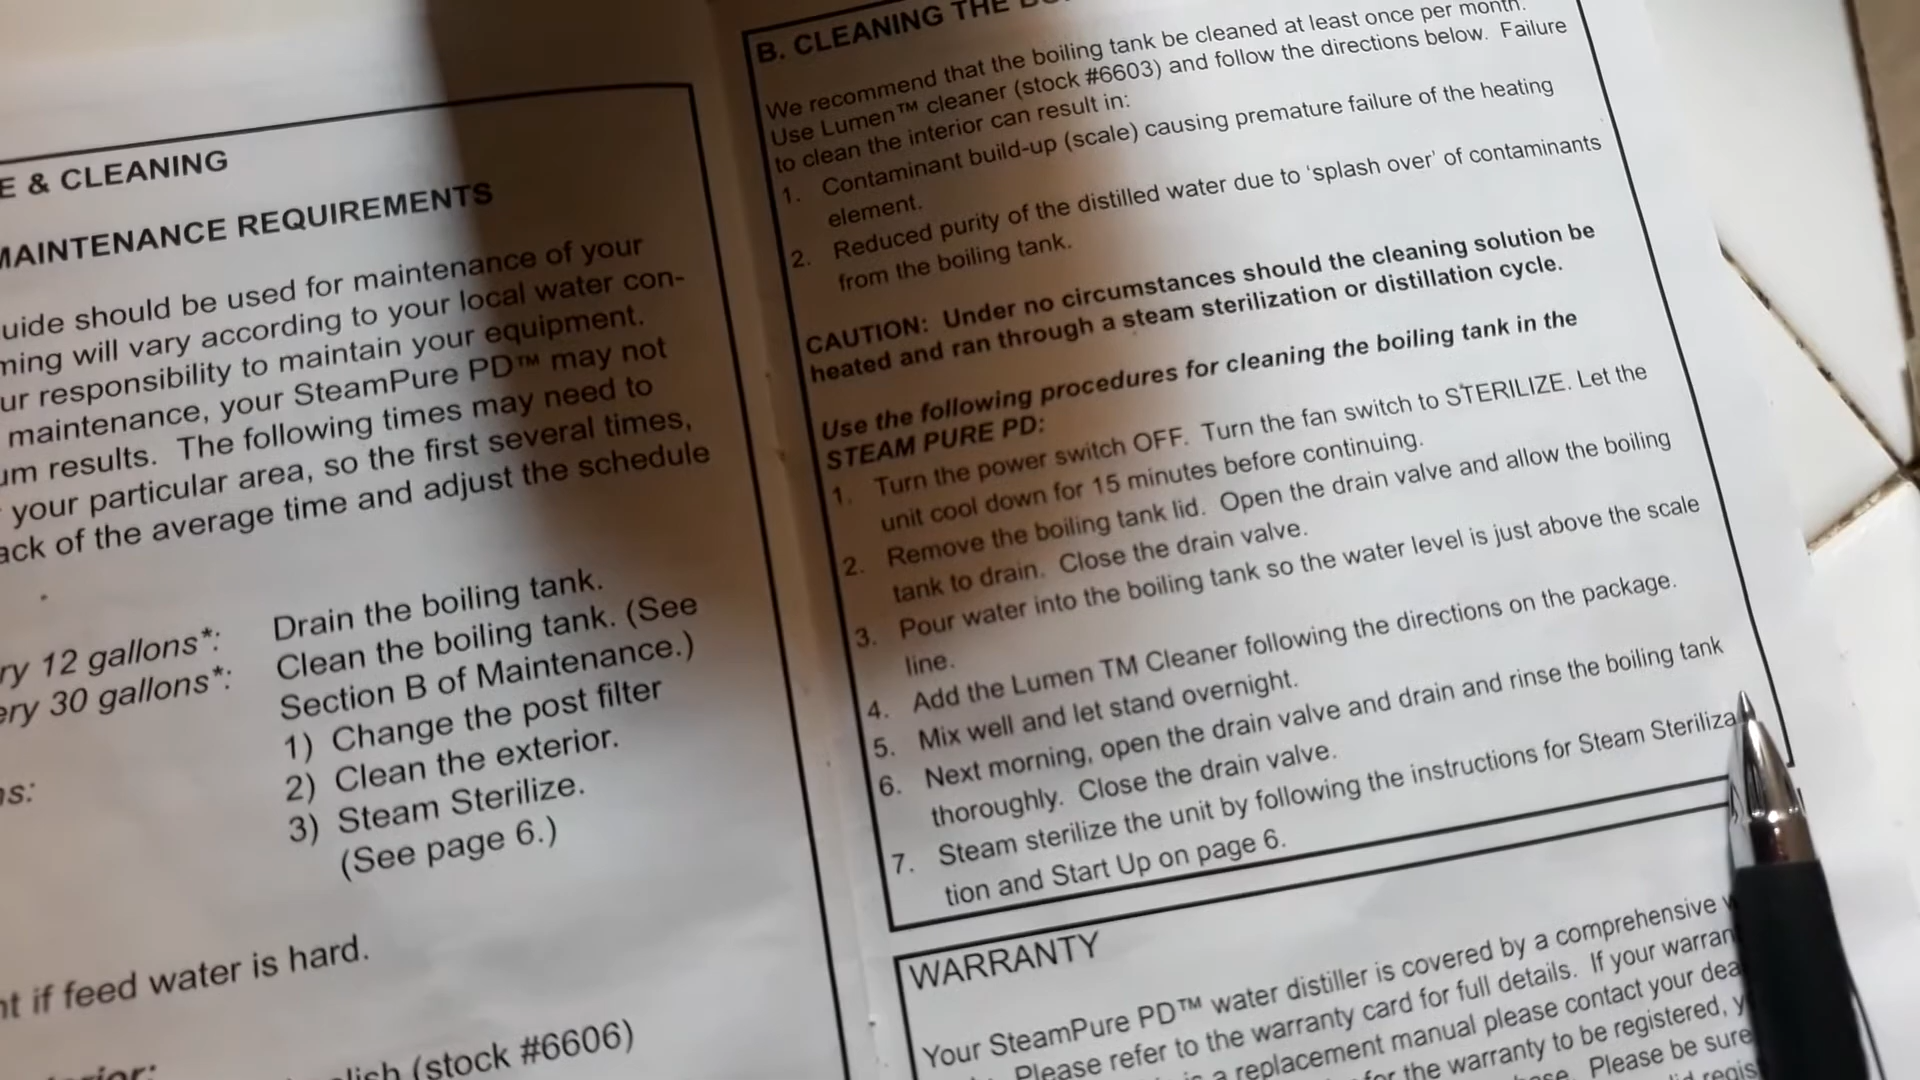 E & CLEANING
MAINTENANCE REQUIREMENTS
uide should be used for maintenance of your
ming will vary according to your local water con-
ur responsibility to maintain your equipment.
maintenance, your SteamPure PD™ may not
um results. The following times may need to
your particular area, so the first several times,
ack of the average time and adjust the schedule
ry 12 gallons*: Drain the boiling tank.
ery 30 gallons*: Clean the boiling tank. (See
Section B of Maintenance.)
1) Change the post filter
2) Clean the exterior.
s: 3) Steam Sterilize.
(See page 6.)
nt if feed water is hard.
erior:
lish (stock #6606)
B. CLEANING THE
We recommend that the boiling tank be cleaned at least once per month.
Use Lumen™ cleaner (stock #6603) and follow the directions below. Failure
to clean the interior can result in:
1. Contaminant build-up (scale) causing premature failure of the heating
element.
2. Reduced purity of the distilled water due to ‘splash over’ of contaminants
from the boiling tank.
CAUTION: Under no circumstances should the cleaning solution be
heated and ran through a steam sterilization or distillation cycle.
Use the following procedures for cleaning the boiling tank in the
STEAM PURE PD:
1. Turn the power switch OFF. Turn the fan switch to STERILIZE. Let the
unit cool down for 15 minutes before continuing.
2. Remove the boiling tank lid. Open the drain valve and allow the boiling
tank to drain. Close the drain valve.
3. Pour water into the boiling tank so the water level is just above the scale
line.
4. Add the Lumen TM Cleaner following the directions on the package.
5. Mix well and let stand overnight.
6. Next morning, open the drain valve and drain and rinse the boiling tank
thoroughly. Close the drain valve.
7. Steam sterilize the unit by following the instructions for Steam Steriliza
tion and Start Up on page 6.
WARRANTY
Your SteamPure PD™ water distiller is covered by a comprehensive
Please refer to the warranty card for full details. If your warran
a replacement manual please contact your dea
for the warranty to be registered, y
Please be sure
regis